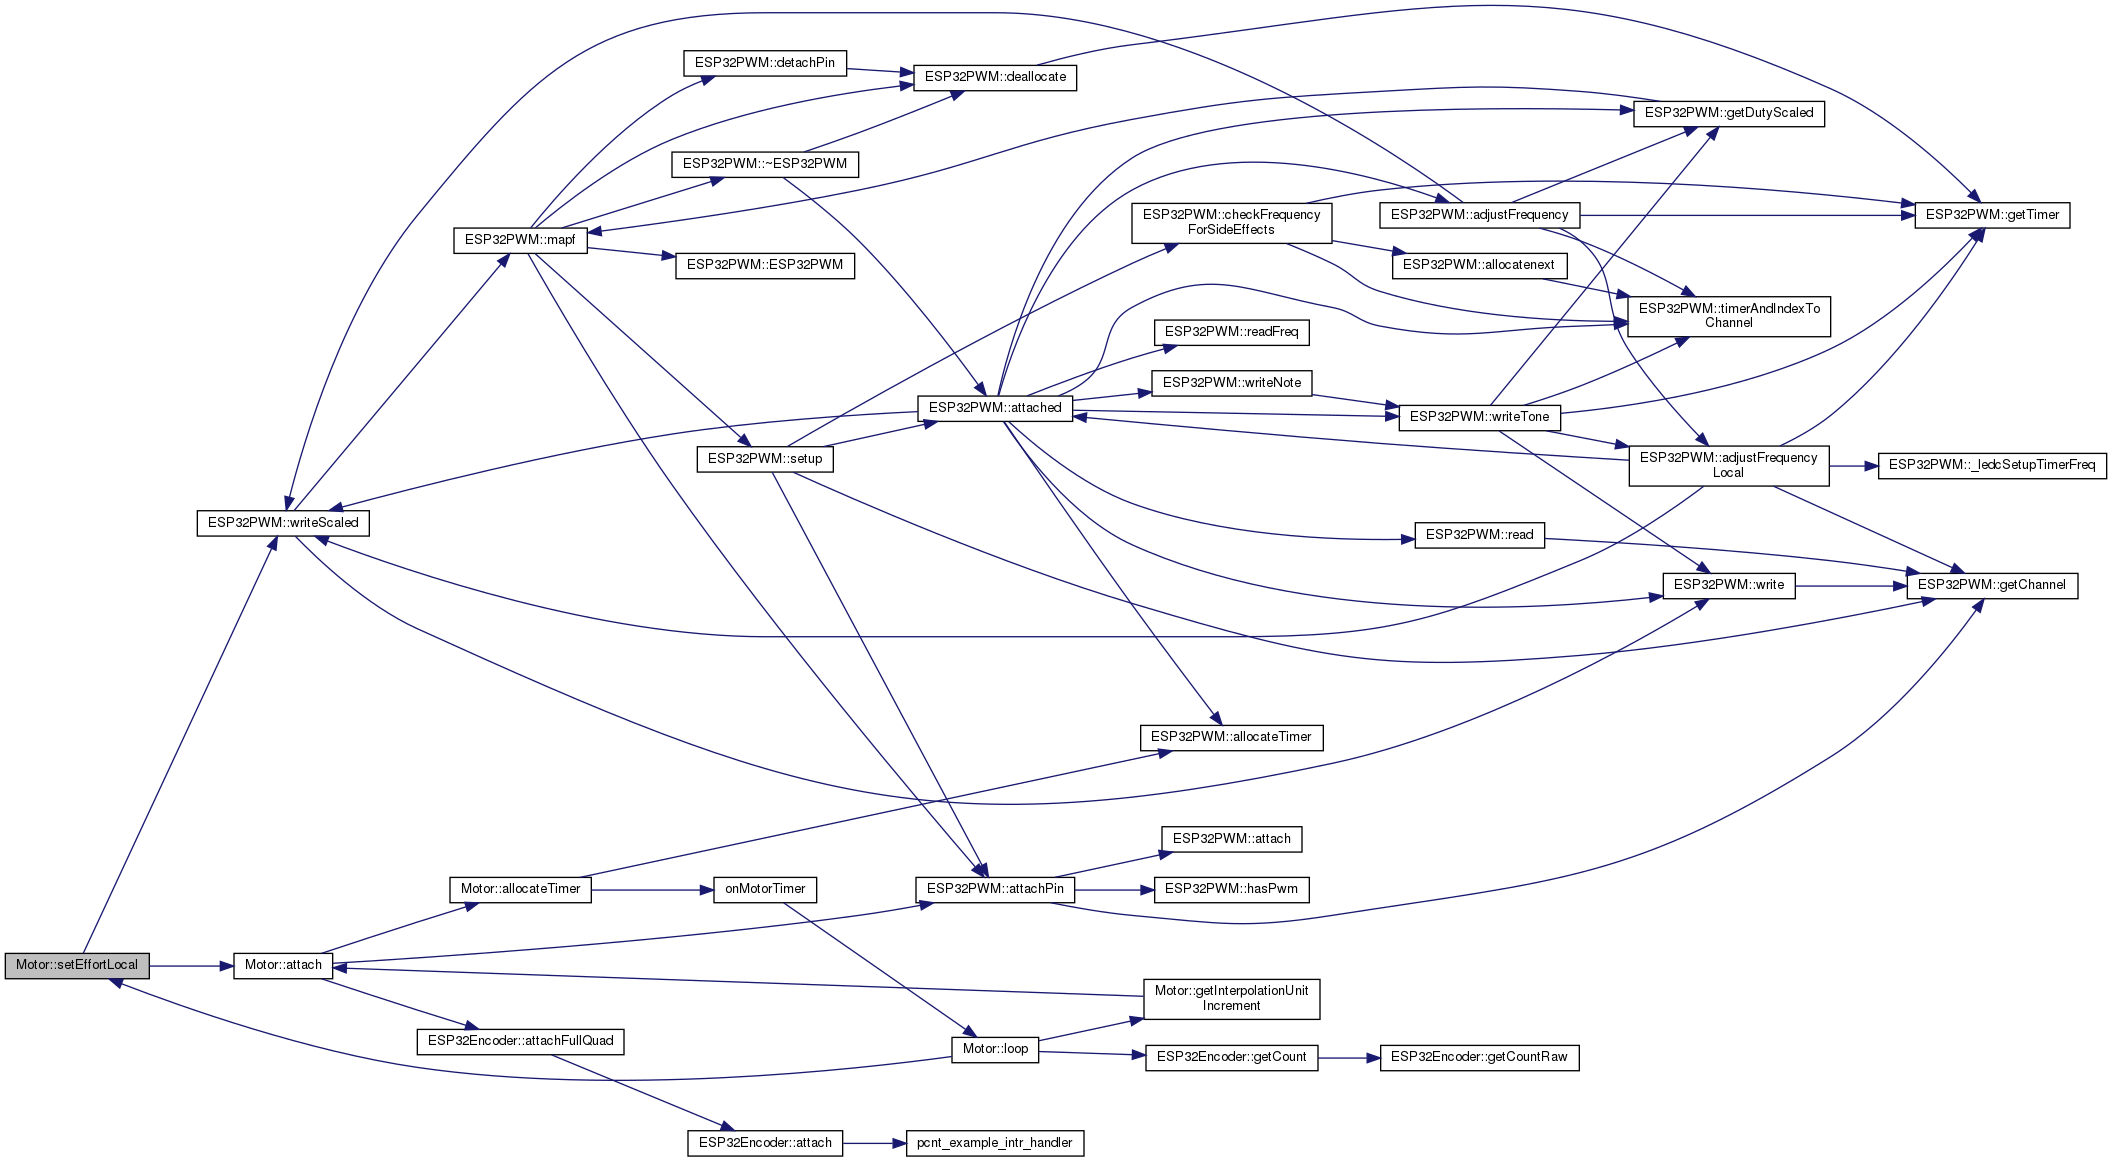 ESP32PWM::detachPin
ESP32PWM::deallocate
ESP32PWM::getDutyScaled
ESP32PWM::~ESP32PWM
ESP32PWM::checkFrequency
ForSideEffects
ESP32PWM::adjustFrequency
ESP32PWM::getTimer
ESP32PWM::mapf
ESP32PWM::ESP32PWM
ESP32PWM::allocatenext
ESP32PWM::timerAndIndexTo
Channel
ESP32PWM::readFreq
ESP32PWM::writeNote
ESP32PWM::attached
ESP32PWM::writeTone
ESP32PWM::setup
ESP32PWM::adjustFrequency
Local
ESP32PWM::_ledcSetupTimerFreq
ESP32PWM::writeScaled
ESP32PWM::read
ESP32PWM::write
ESP32PWM::getChannel
ESP32PWM::allocateTimer
ESP32PWM::attach
Motor::allocateTimer
onMotorTimer
ESP32PWM::attachPin
ESP32PWM::hasPwm
Motor::setEffortLocal
Motor::attach
Motor::getInterpolationUnit
Increment
ESP32Encoder::attachFullQuad
Motor::loop
ESP32Encoder::getCount
ESP32Encoder::getCountRaw
ESP32Encoder::attach
pcnt_example_intr_handler